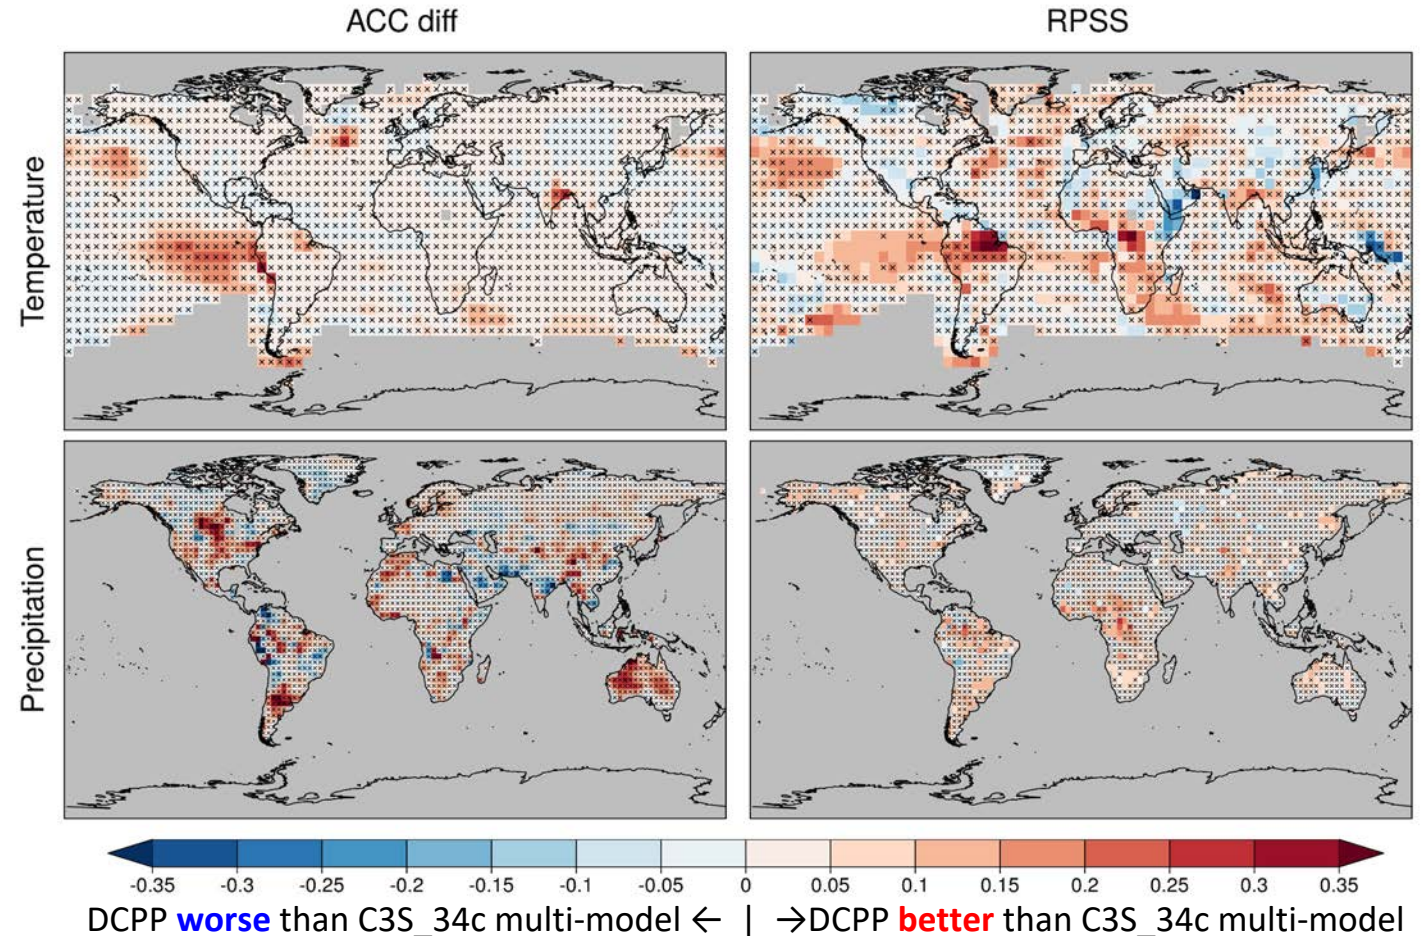 ACC diff
RPSS
Temperature
Precipitation
-0.35 -0.3 -0.25 -0.2 -0.15 -0.1 -0.05 0 0.05 0.1 0.15 0.2 0.25 0.3 0.35
DCPP worse than C3S_34c multi-model ← | →DCPP better than C3S_34c multi-model